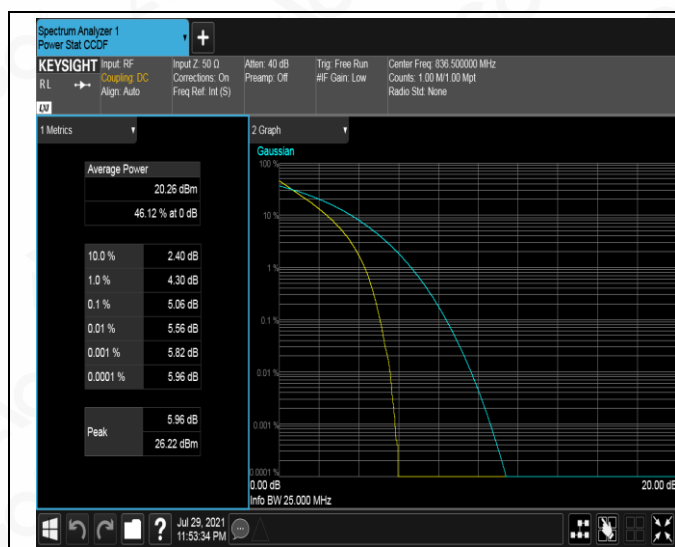 Spectrum Analyzer 1
Power Stat CCDF
+
KEYSIGHT
RL
LXI
Input: RF
Coupling: DC
Align: Auto
Input Z: 50 Ω
Corrections: On
Freq Ref: Int (S)
Atten: 40 dB
Preamp: Off
Trig: Free Run
#IF Gain: Low
Center Freq: 836.500000 MHz
Counts: 1.00 M/1.00 Mpt
Radio Std: None
1 Metrics
Average Power
20.26 dBm
46.12 % at 0 dB
10.0 % 2.40 dB
1.0 % 4.30 dB
0.1 % 5.06 dB
0.01 % 5.56 dB
0.001 % 5.82 dB
0.0001 % 5.96 dB
Peak
5.96 dB
26.22 dBm
2 Graph
Gaussian
100 %
10 %
1 %
0.1 %
0.01 %
0.001 %
0.0001 %
0.00 dB 20.00 dB
Info BW 25.000 MHz
?
Jul 29, 2021
11:53:34 PM